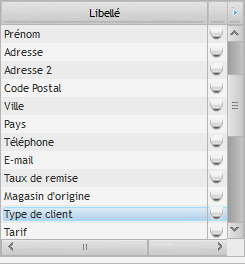 Libellé
Prénom
Adresse
Adresse 2
Code Postal
Ville
Pays
Téléphone
E-mail
Taux de remise
Magasin d'origine
Type de client
Tarif